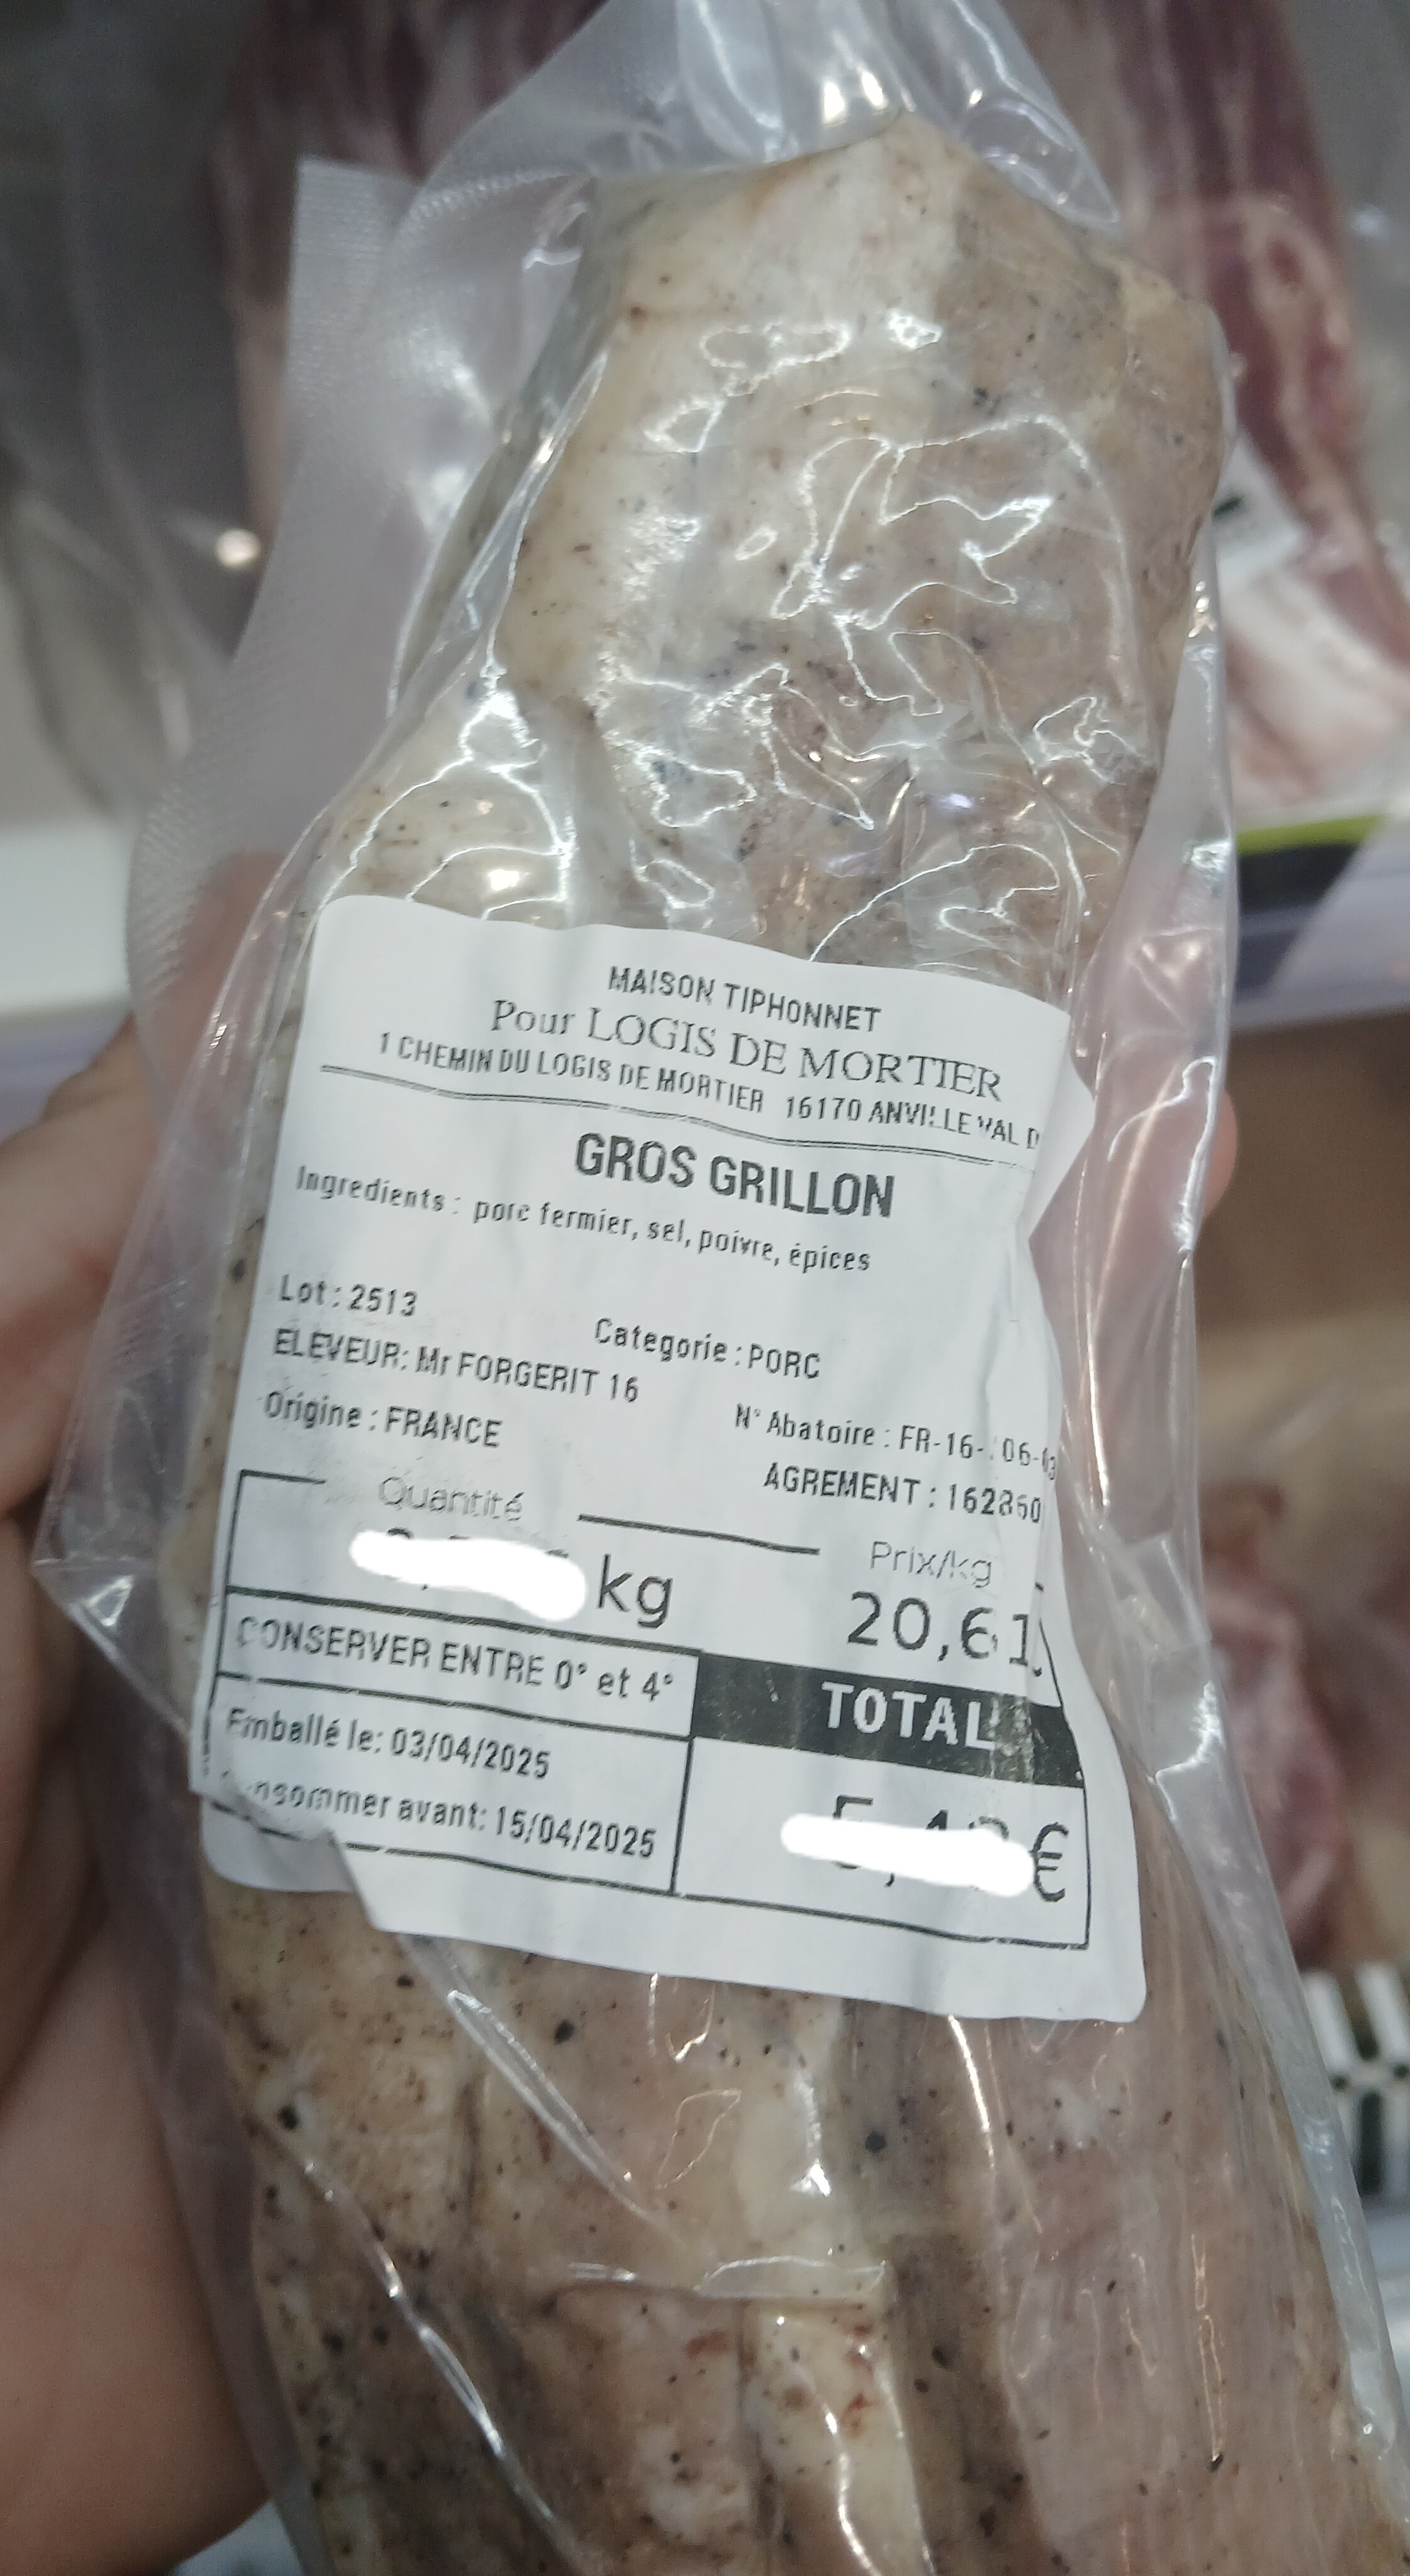 MAISON TIPHONNET
Pour LOGIS DE MORTIER
1 CHEMIN DU LOGIS DE MORTIER 16170 ANVILLE VAL D
GROS GRILLON
Ingredients : porc fermier, sel, poivre, épices
Lot : 2513
Categorie : PORC
ELEVEUR: Mr FORGERIT 16
N° Abatoire :
Origine : FRANCE
AGREMENT :
Quantité
Prix/kg
kg
20,61
CONSERVER ENTRE 0° et 4°
TOTAL
Emballé le: 03/04/2025
avant: 15/04/2025
€